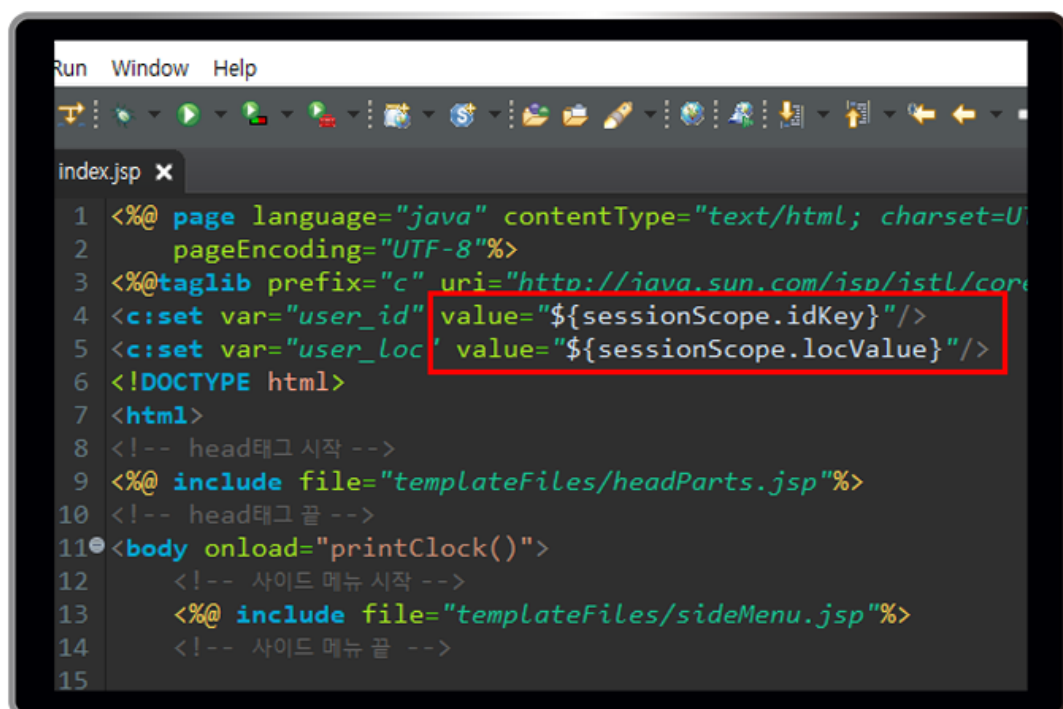 Run Window Help
index.jsp
1 <%@ page language="java" contentType="text/html; charset=U
2 pageEncoding="UTF-8"%>
3 <%@taglib prefix="c" uri="http://java.sun.com/jsp/jstl/core
4 <c:set var="user_id" value="${sessionScope.idKey}"/>
5 <c:set var="user_loc" value="${sessionScope.locValue}"/>
6 <!DOCTYPE html>
7 <html>
8 <!-- head태그 시작 -->
9 <%@ include file="templateFiles/headParts.jsp"%>
10 <!-- head태그 끝 -->
11 <body onload="printClock()">
12 <!-- 사이드 메뉴 시작 -->
13 <%@ include file="templateFiles/sideMenu.jsp"%>
14 <!-- 사이드 메뉴 끝 -->
15